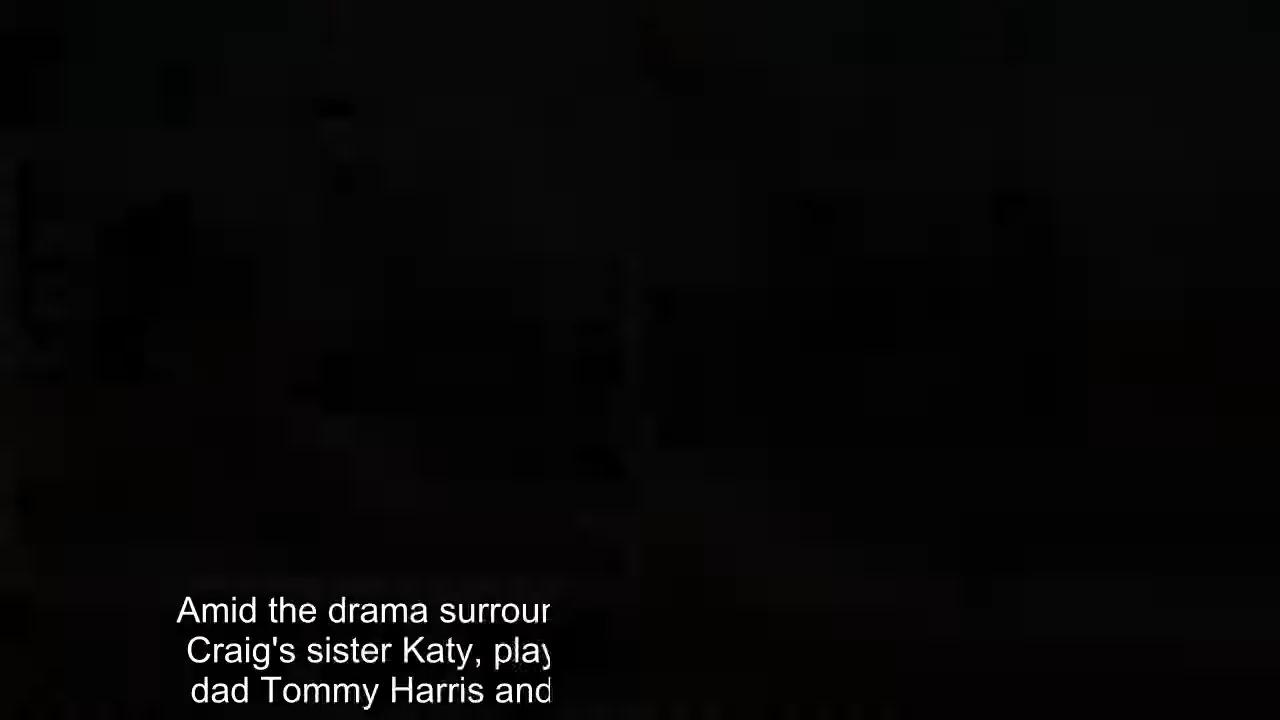 Amid the drama surrour
Craig's sister Katy, play
dad Tommy Harris and